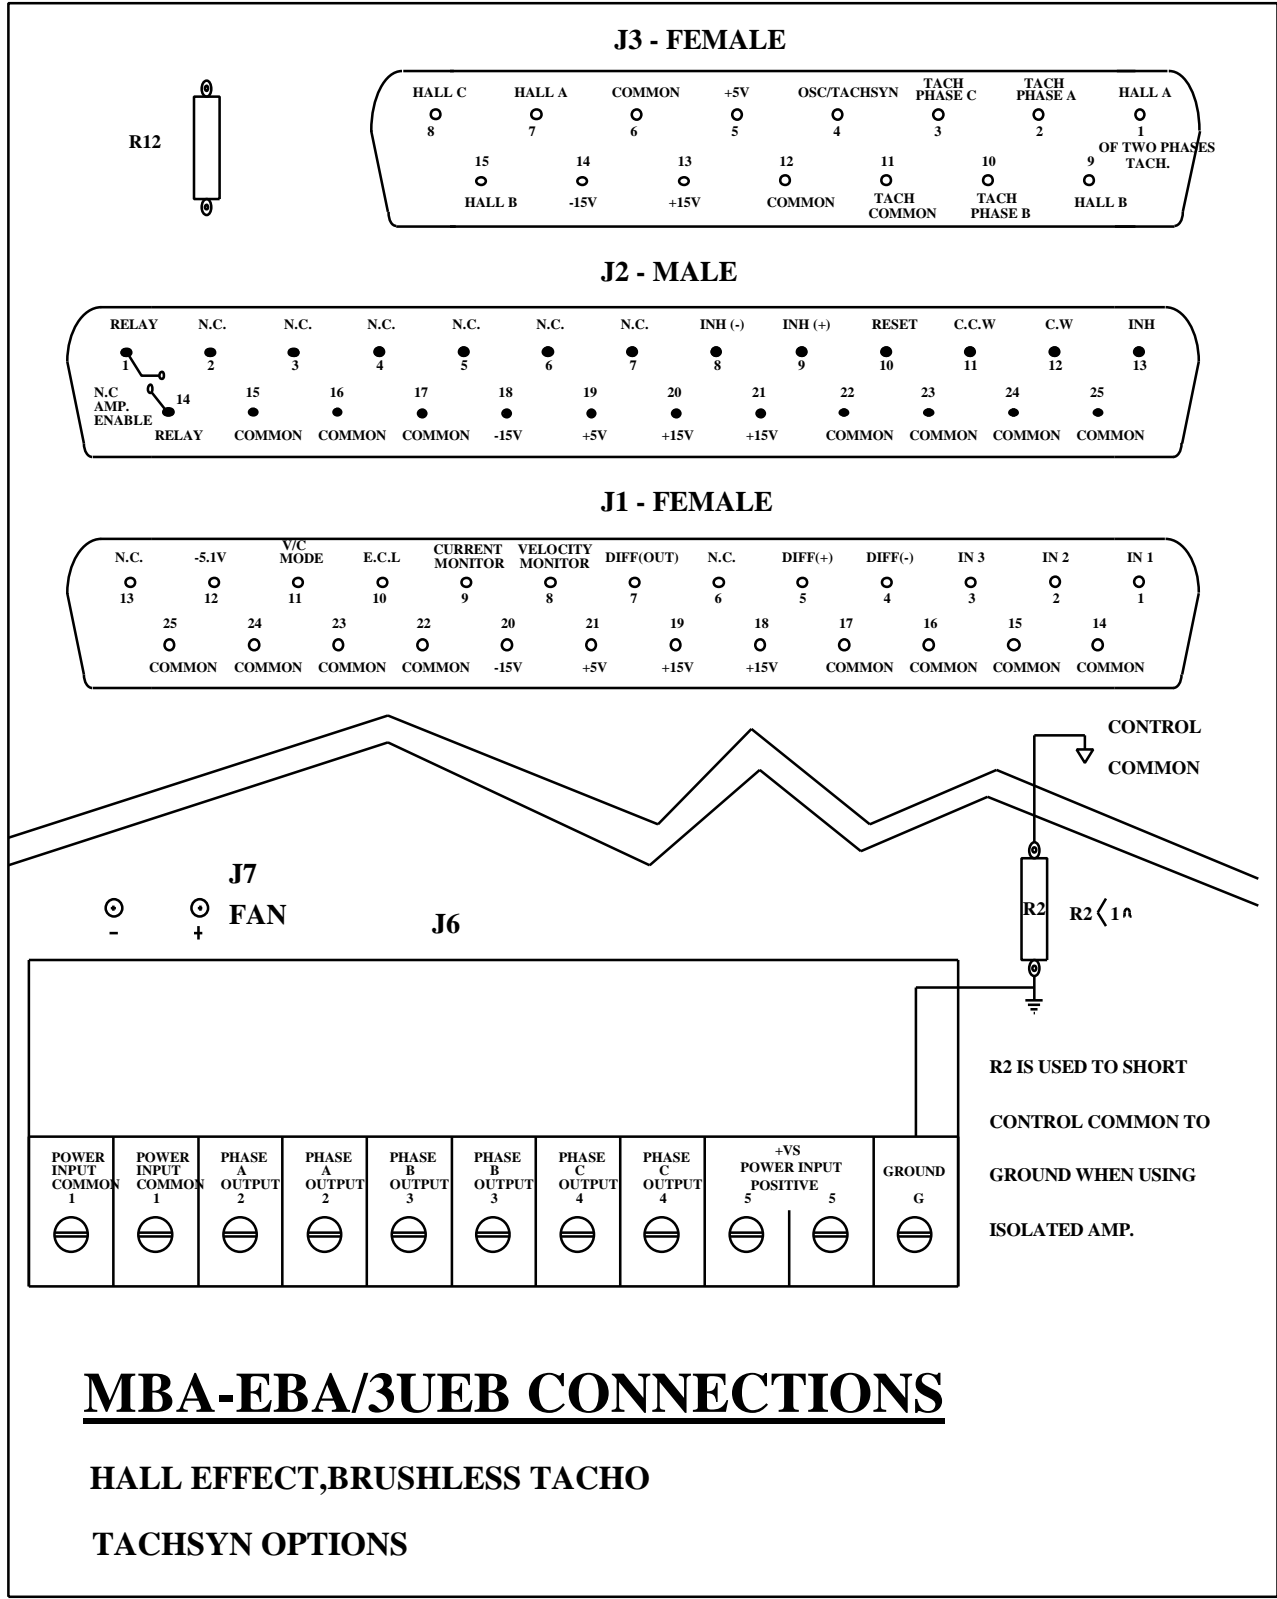 J3 - FEMALE
HALL C HALL A COMMON +5V OSC/TACHSYN TACH PHASE C TACH PHASE A HALL A
8 7 6 5 4 3 2 1
OF TWO PHASES
TACH.
R12
15 14 13 12 11 10 9
HALL B -15V +15V COMMON TACH COMMON TACH PHASE B HALL B
J2 - MALE
RELAY N.C. N.C. N.C. N.C. N.C. N.C. INH (-) INH (+) RESET C.C.W C.W INH
1 2 3 4 5 6 7 8 9 10 11 12 13
N.C
AMP.
ENABLE
14 15 16 17 18 19 20 21 22 23 24 25
RELAY COMMON COMMON COMMON -15V +5V +15V +15V COMMON COMMON COMMON COMMON
J1 - FEMALE
N.C. -5.1V V/C MODE E.C.L CURRENT MONITOR VELOCITY MONITOR DIFF(OUT) N.C. DIFF(+) DIFF(-) IN 3 IN 2 IN 1
13 12 11 10 9 8 7 6 5 4 3 2 1
25 24 23 22 20 21 19 18 17 16 15 14
COMMON COMMON COMMON COMMON -15V +5V +15V +15V COMMON COMMON COMMON COMMON
CONTROL
COMMON
J7
FAN
- +
J6
R2
R2 〈 1∩
R2 IS USED TO SHORT
CONTROL COMMON TO
GROUND WHEN USING
ISOLATED AMP.
POWER INPUT COMMON 1
POWER INPUT COMMON 1
PHASE A OUTPUT 2
PHASE A OUTPUT 2
PHASE B OUTPUT 3
PHASE B OUTPUT 3
PHASE C OUTPUT 4
PHASE C OUTPUT 4
+VS
POWER INPUT
POSITIVE
5 5
GROUND
G
MBA-EBA/3UEB CONNECTIONS
HALL EFFECT,BRUSHLESS TACHO
TACHSYN OPTIONS